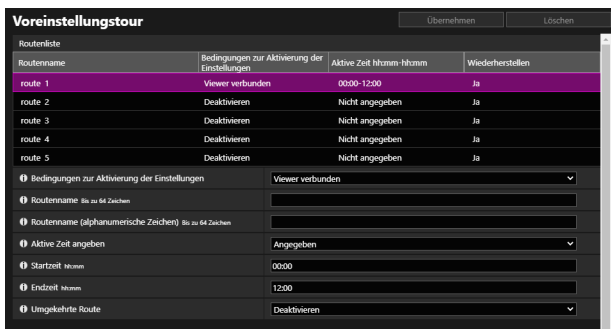 Voreinstellungstour
Übernehmen
Löschen
Routenliste
Routenname
Bedingungen zur Aktivierung der
Einstellungen
Aktive Zeit hh:mm-hh:mm
Wiederherstellen
route 1 Viewer verbunden 00:00-12:00 Ja
route 2 Deaktivieren Nicht angegeben Ja
route 3 Deaktivieren Nicht angegeben Ja
route 4 Deaktivieren Nicht angegeben Ja
route 5 Deaktivieren Nicht angegeben Ja
Bedingungen zur Aktivierung der Einstellungen Viewer verbunden
Routenname Bis zu 64 Zeichen
Routenname (alphanumerische Zeichen) Bis zu 64 Zeichen
Aktive Zeit angeben Angegeben
Startzeit hh:mm 00:00
Endzeit hh:mm 12:00
Umgekehrte Route Deaktivieren